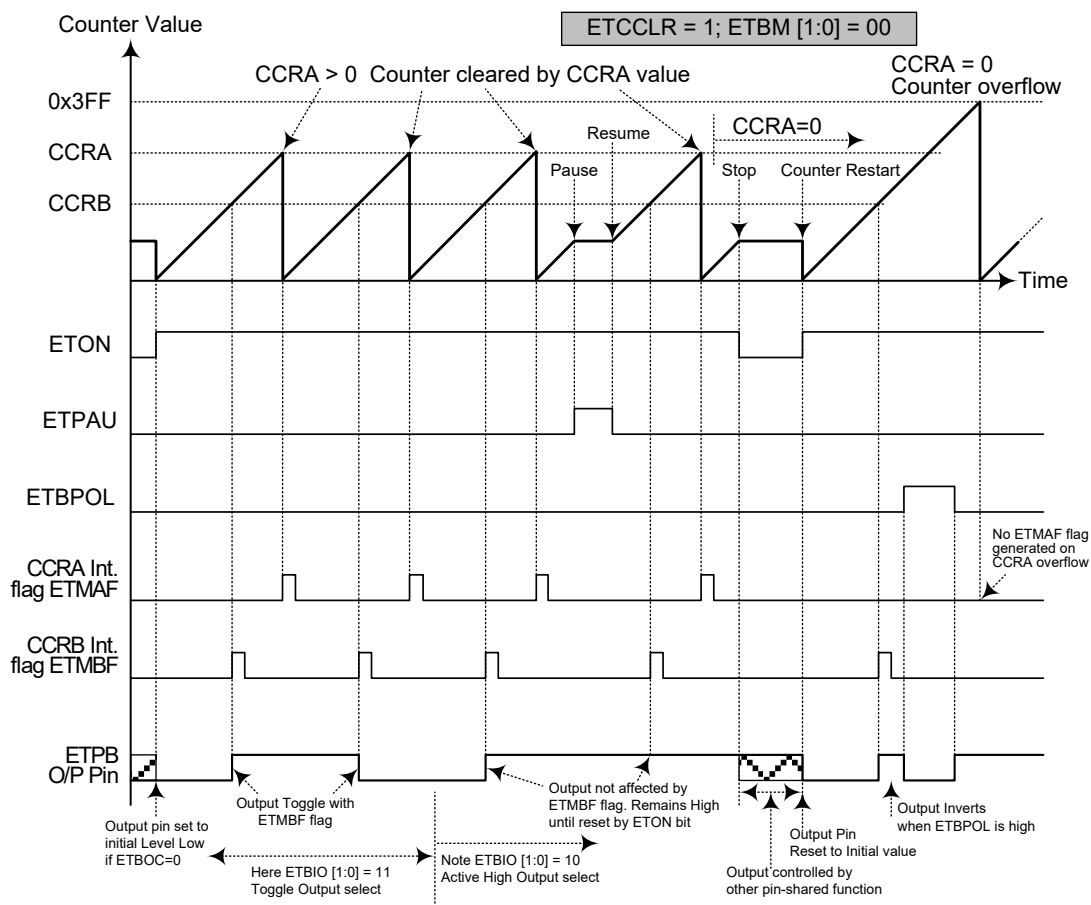 Counter Value
ETCCLR = 1; ETBM [1:0] = 00
CCRA > 0 Counter cleared by CCRA value
CCRA = 0
Counter overflow
0x3FF
CCRA=0
Resume
CCRA
Pause
Stop
Counter Restart
CCRB
Time
ETON
ETPAU
ETBPOL
No ETMAF flag
generated on
CCRA overflow
CCRA Int.
flag ETMAF
CCRB Int.
flag ETMBF
ETPB
O/P Pin
Output pin set to
initial Level Low
if ETBOC=0
Output Toggle with
ETMBF flag
Here ETBIO [1:0] = 11
Toggle Output select
Output not affected by
ETMBF flag. Remains High
until reset by ETON bit
Note ETBIO [1:0] = 10
Active High Output select
Output controlled by
other pin-shared function
Output Pin
Reset to Initial value
Output Inverts
when ETBPOL is high